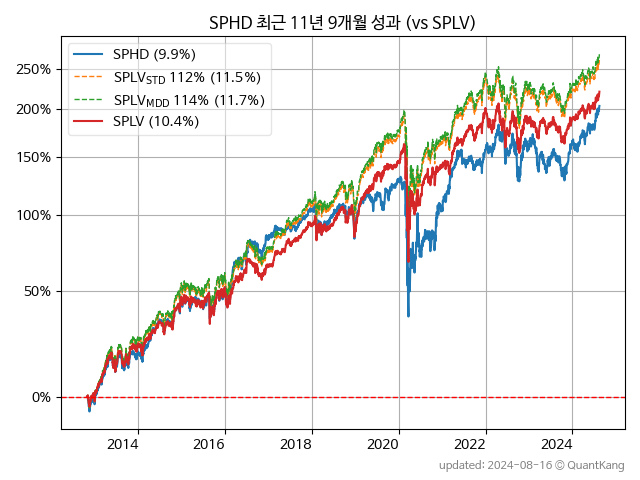 SPHD 최근 11년 9개월 성과 (vs SPLV)
SPHD (9.9%)
SPLVSTD 112% (11.5%)
SPLVMDD 114% (11.7%)
SPLV (10.4%)
250%
200%
150%
100%
50%
0%
2014 2016 2018 2020 2022 2024
updated: 2024-08-16 © QuantKang